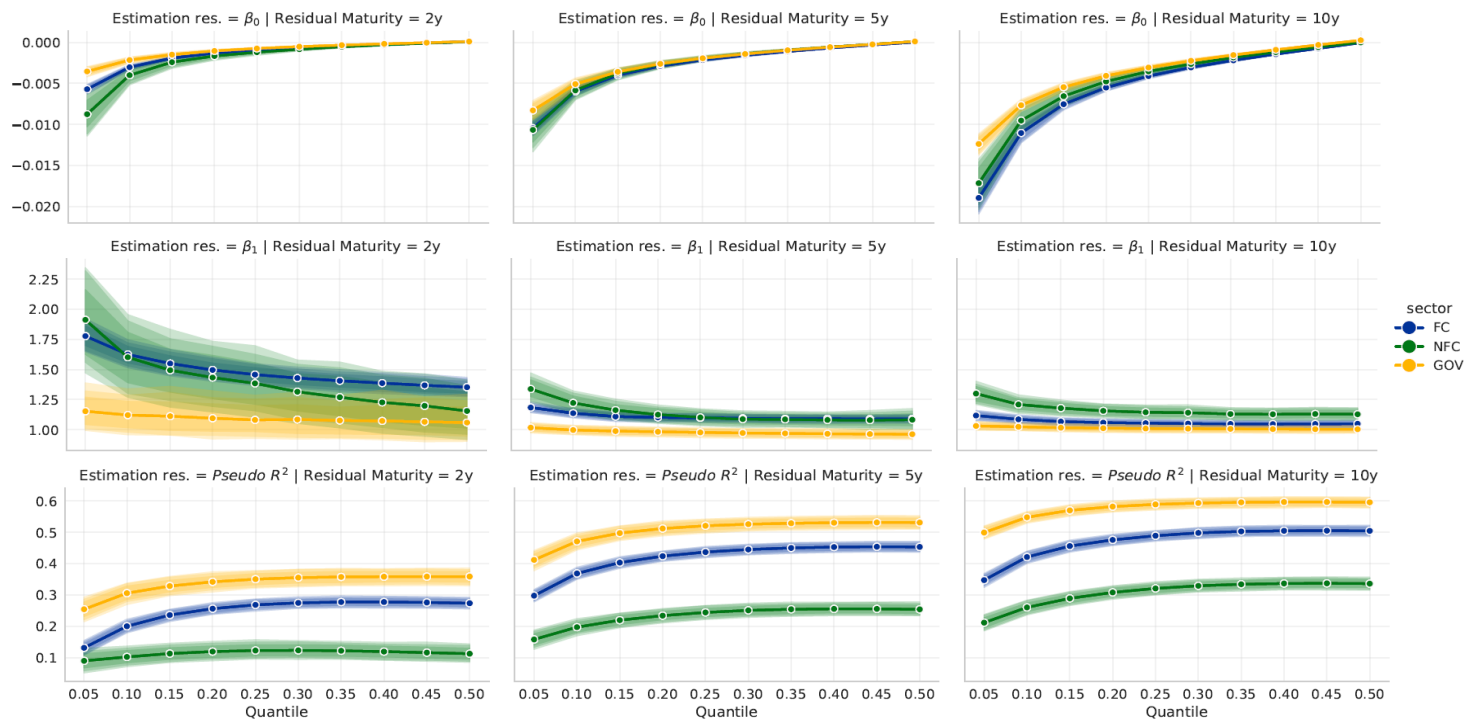 Estimation res. = β₀ | Residual Maturity = 2y
Estimation res. = β₀ | Residual Maturity = 5y
Estimation res. = β₀ | Residual Maturity = 10y
0.000
−0.005
−0.010
−0.015
−0.020
Estimation res. = β₁ | Residual Maturity = 2y
Estimation res. = β₁ | Residual Maturity = 5y
Estimation res. = β₁ | Residual Maturity = 10y
2.25
2.00
1.75
1.50
1.25
1.00
sector
FC
NFC
GOV
Estimation res. = Pseudo R² | Residual Maturity = 2y
Estimation res. = Pseudo R² | Residual Maturity = 5y
Estimation res. = Pseudo R² | Residual Maturity = 10y
0.6
0.5
0.4
0.3
0.2
0.1
0.05 0.10 0.15 0.20 0.25 0.30 0.35 0.40 0.45 0.50
Quantile
0.05 0.10 0.15 0.20 0.25 0.30 0.35 0.40 0.45 0.50
Quantile
0.05 0.10 0.15 0.20 0.25 0.30 0.35 0.40 0.45 0.50
Quantile